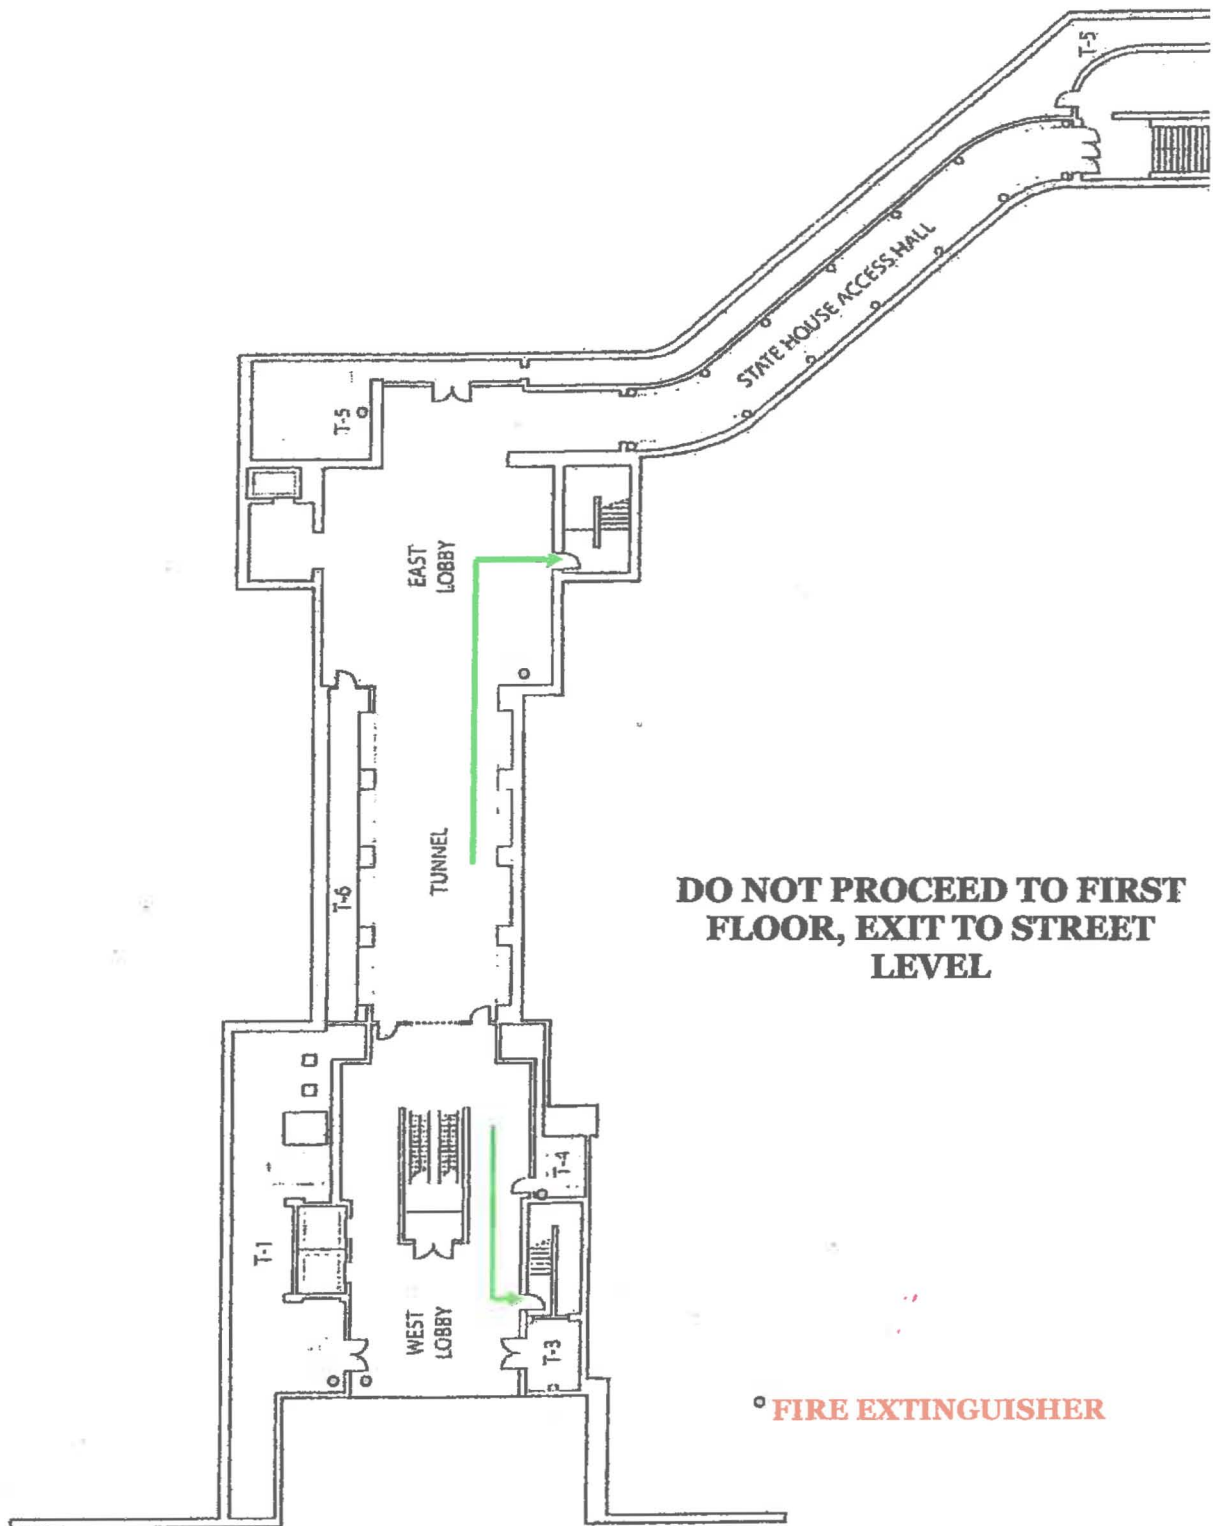 T-5
STATE HOUSE ACCESS HALL
T-5
EAST
LOBBY
TUNNEL
T-6
DO NOT PROCEED TO FIRST
FLOOR, EXIT TO STREET
LEVEL
T-4
T-1
WEST
LOBBY
T-3
FIRE EXTINGUISHER